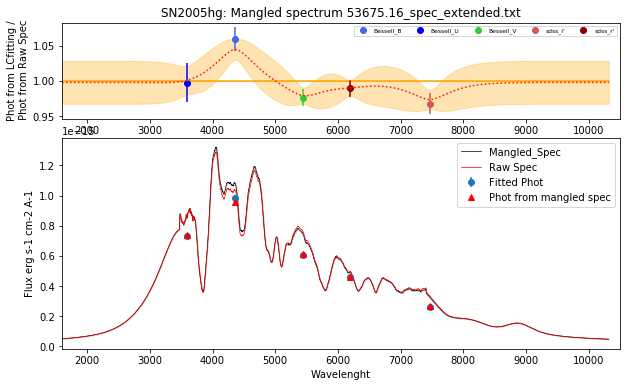 SN2005hg: Mangled spectrum 53675.16_spec_extended.txt
Phot from LCfitting /
Phot from Raw Spec
1.05
1.00
0.95
Bessell_B
Bessell_U
Bessell_V
sdss_i'
sdss_r'
2000 3000 4000 5000 6000 7000 8000 9000 10000
1e−15
Flux erg s-1 cm-2 A-1
1.2
1.0
0.8
0.6
0.4
0.2
0.0
Mangled_Spec
Raw Spec
Fitted Phot
Phot from mangled spec
2000 3000 4000 5000 6000 7000 8000 9000 10000
Wavelenght